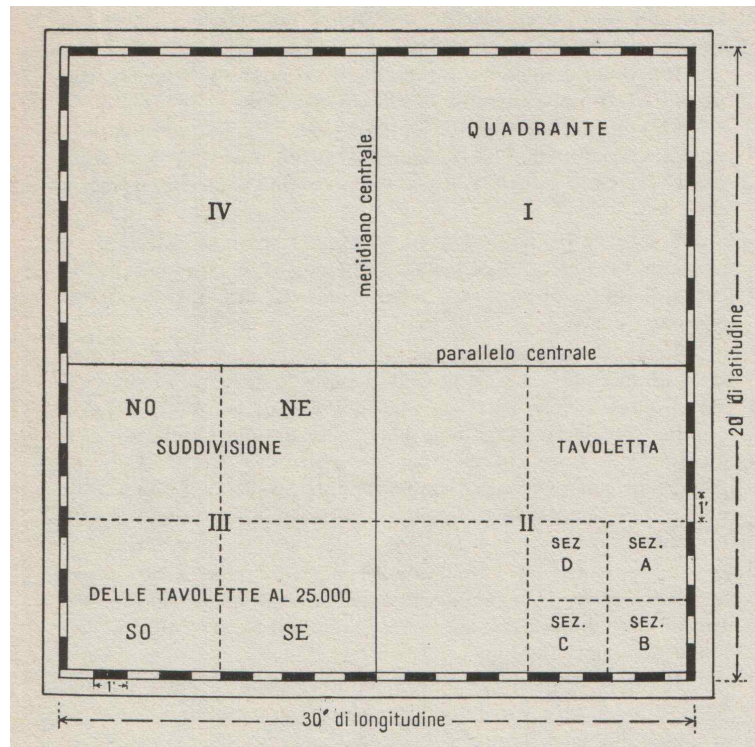 QUADRANTE
IV
I
meridiano centrale
parallelo centrale
20' di latitudine
NO
NE
SUDDIVISIONE
TAVOLETTA
1'
III
II
SEZ
D
SEZ.
A
DELLE TAVOLETTE AL 25.000
SO
SE
SEZ.
C
SEZ.
B
1'
30' di longitudine